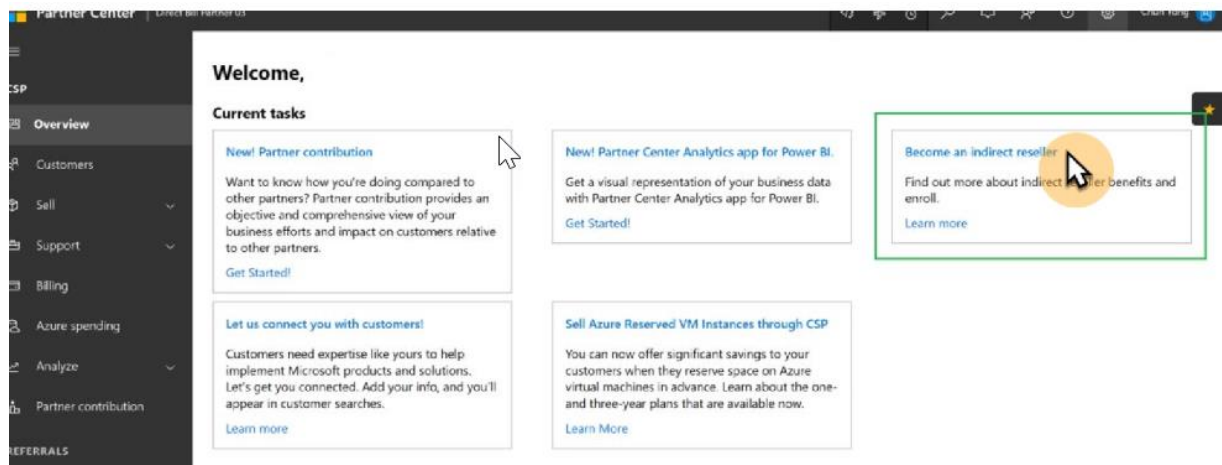 Partner Center | Direct Bill Partner
Chun Yang
CSP
Overview
Customers
Sell
Support
Billing
Azure spending
Analyze
Partner contribution
REFERRALS
Welcome,
Current tasks
New! Partner contribution
Want to know how you're doing compared to
other partners? Partner contribution provides an
objective and comprehensive view of your
business efforts and impact on customers relative
to other partners.
Get Started!
New! Partner Center Analytics app for Power BI.
Get a visual representation of your business data
with Partner Center Analytics app for Power BI.
Get Started!
Become an indirect reseller
Find out more about indirect reseller benefits and
enroll.
Learn more
Let us connect you with customers!
Customers need expertise like yours to help
implement Microsoft products and solutions.
Let's get you connected. Add your info, and you'll
appear in customer searches.
Learn more
Sell Azure Reserved VM Instances through CSP
You can now offer significant savings to your
customers when they reserve space on Azure
virtual machines in advance. Learn about the one-
and three-year plans that are available now.
Learn More